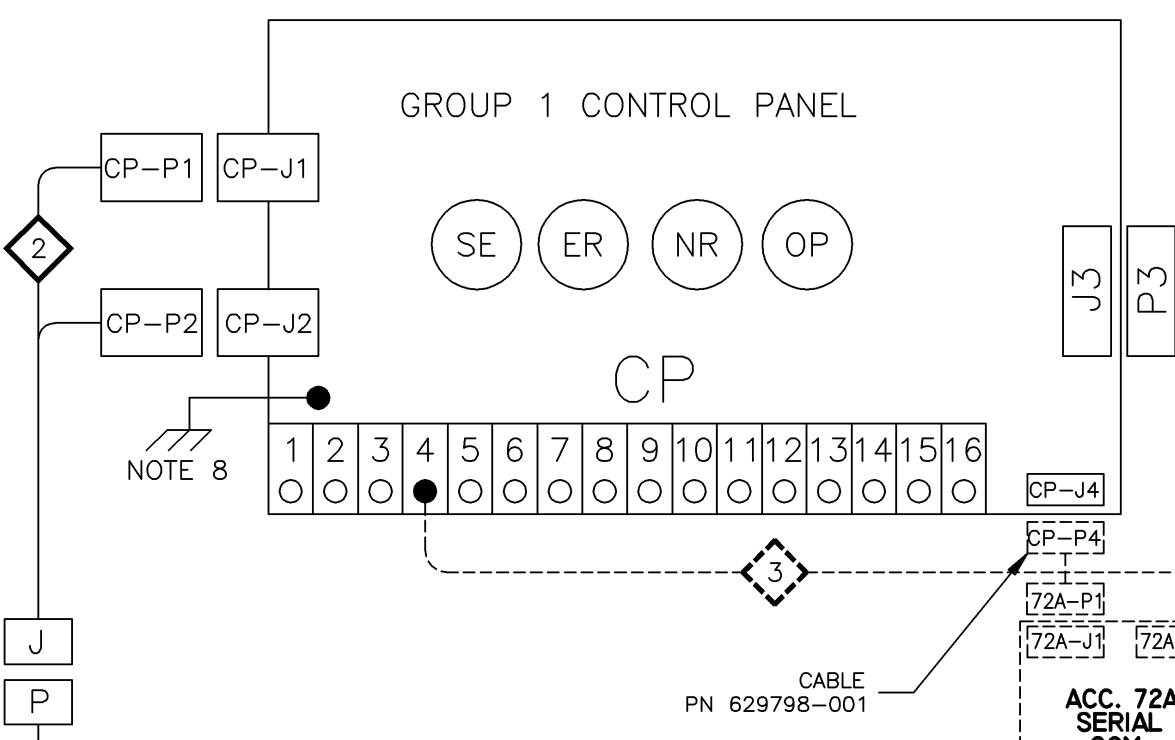 GROUP 1 CONTROL PANEL
CP-P1 CP-J1
SE ER NR OP
2
J3 P3
CP-P2 CP-J2
CP
NOTE 8
1 2 3 4 5 6 7 8 9 10 11 12 13 14 15 16
CP-J4
CP-P4
3
72A-P1
J
72A-J1 72A
CABLE
PN 629798-001
P
ACC. 72A
SERIAL